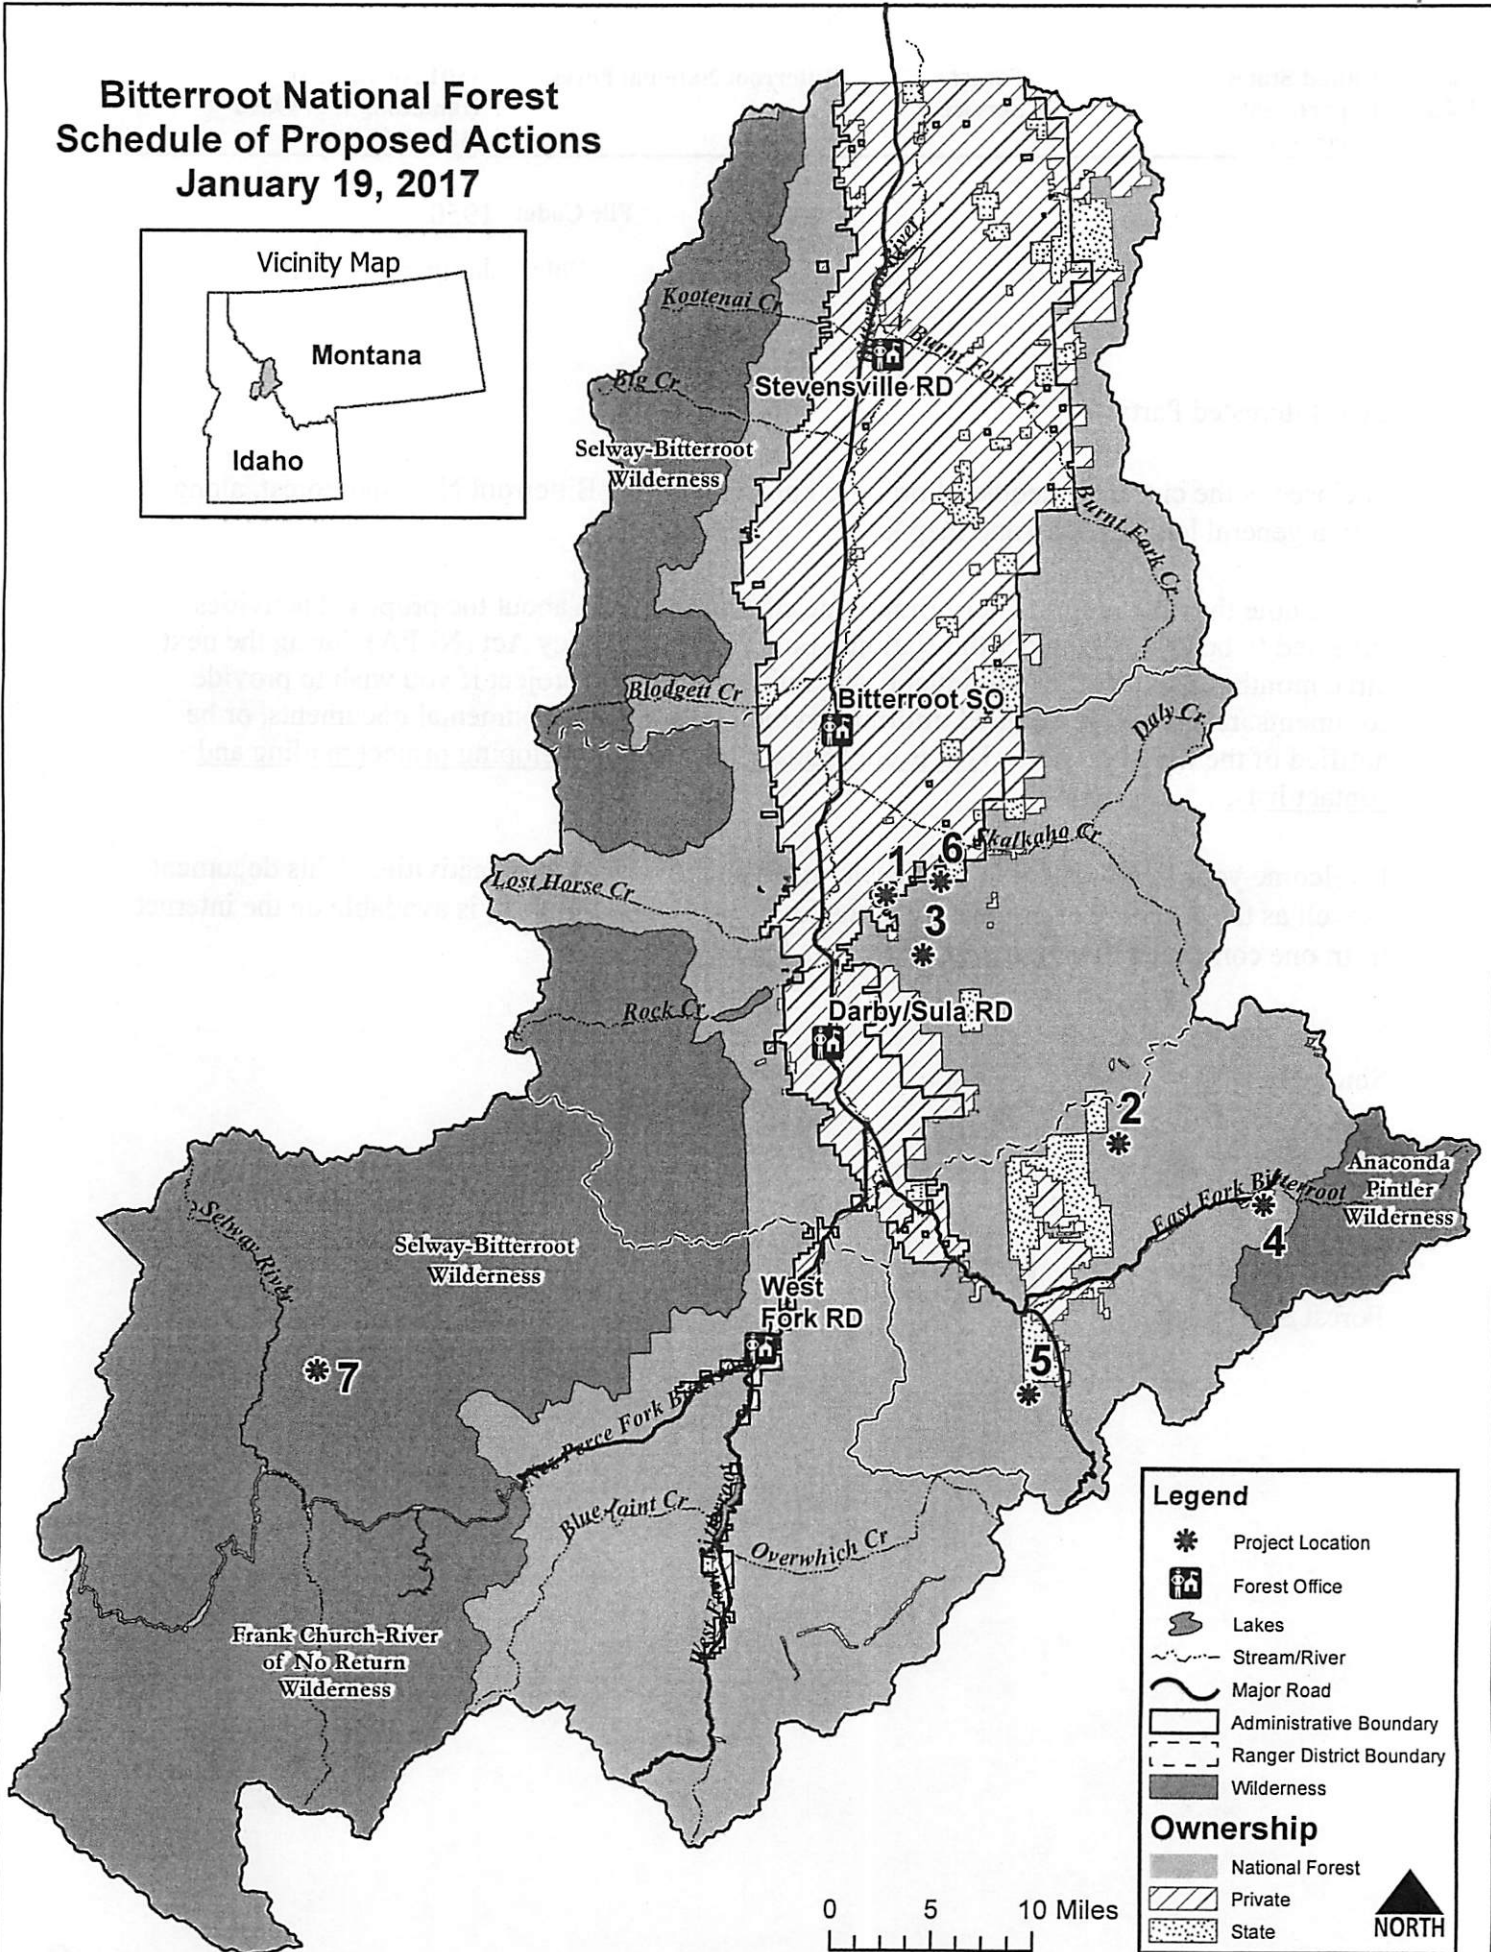 Bitterroot National Forest
Schedule of Proposed Actions
January 19, 2017
Vicinity Map
Montana
Idaho
Kootenai Cr
Bitterroot River
N Burnt Fork Cr
Stevensville RD
Big Cr
Selway-Bitterroot
Wilderness
Burnt Fork Cr
Blodgett Cr
Bitterroot SO
Daly Cr
Skalkaho Cr
1
6
3
Lost Horse Cr
Rock Cr
Darby/Sula RD
2
Anaconda
Pintler
Wilderness
East Fork Bitterroot
4
Selway River
Selway-Bitterroot
Wilderness
West
Fork RD
7
5
Nez Perce Fork
Blue Joint Cr
Overwhich Cr
West Fork Bitterroot
Frank Church-River
of No Return
Wilderness
Legend
Project Location
Forest Office
Lakes
Stream/River
Major Road
Administrative Boundary
Ranger District Boundary
Wilderness
Ownership
National Forest
Private
State
NORTH
0 5 10 Miles